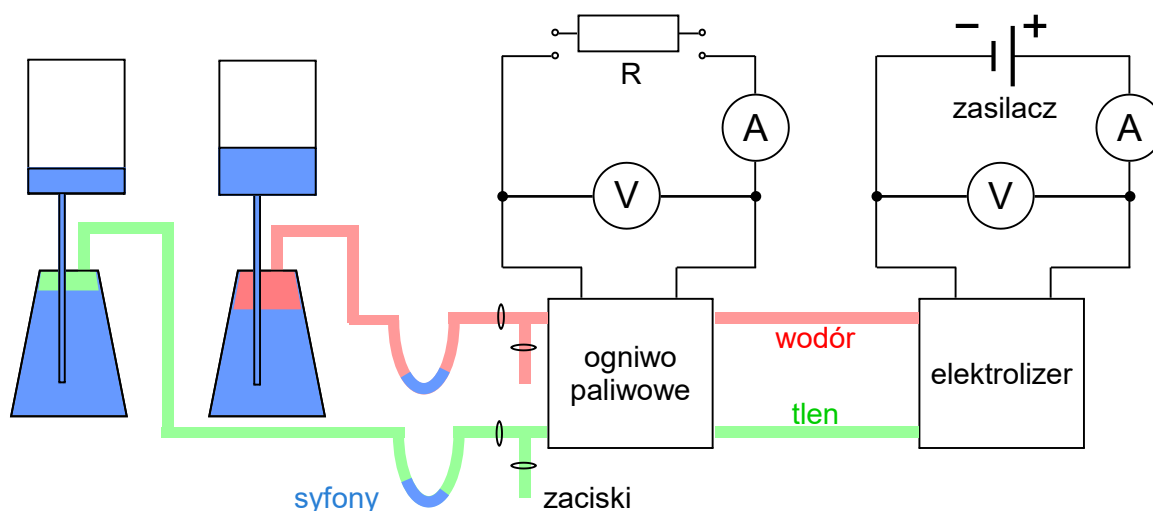 − +
R
zasilacz
A
A
V
V
ogniwo
paliwowe
wodór
elektrolizer
tlen
syfony
zaciski